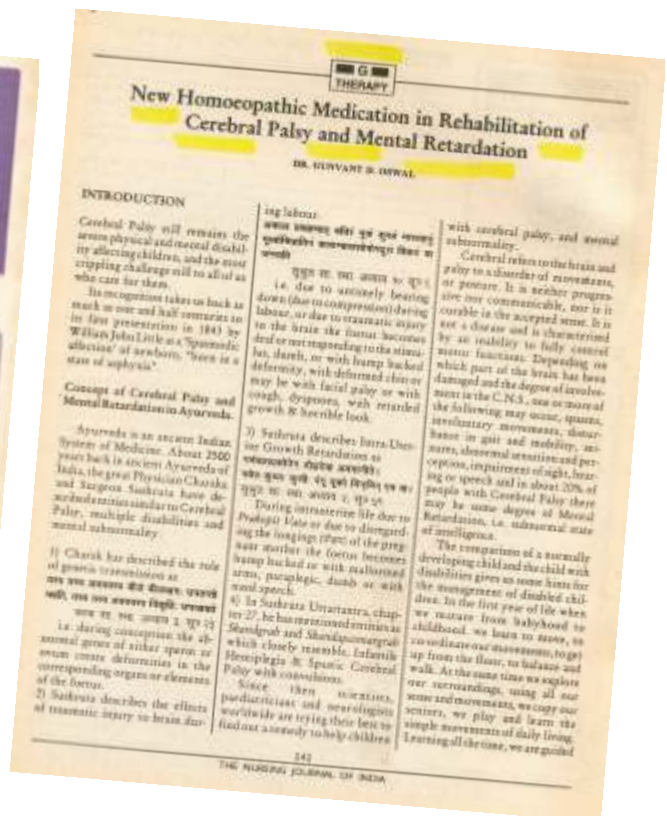 G
THERAPY
New Homoeopathic Medication in Rehabilitation of
Cerebral Palsy and Mental Retardation
DR. GUNVANT D. OSWAL
INTRODUCTION
Cerebral Palsy still remains the
severe physical and mental disabil-
ity affecting children, and the most
crippling challenge still to all of us
who care for them.
Its recognition takes us back as
much as one and half centuries to
its first presentation in 1843 by
William John Little as a "Spasmodic
affection" of newborn, "born in a
state of asphyxia"
Concept of Cerebral Palsy and
Mental Retardation in Ayurveda.
Ayurveda is an ancient Indian
System of Medicine. About 2500
years back in ancient Ayurveda of
India, the great Physician Charaka
and Surgeon Sushruta have de-
scribed entities similar to Cerebral
Palsy, multiple disabilities and
mental subnormality
1) Charak has described the role
of genetic transmission as
i.e. during conception the ab-
normal genes of either sperm or
ovum create deformities in the
corresponding organs or elements
of the foetus.
2) Sushruta describes the effects
of traumatic injury to brain dur-
ing labour
i.e. due to untimely bearing
down (due to compression) during
labour, or due to traumatic injury
to the brain the foetus becomes
deaf or not responding to the stimu-
lus, dumb, or with hump backed
deformity, with deformed chin or
may be with facial palsy or with
cough, dyspnoea, with retarded
growth & horrible look.
3) Sushruta describes Intra-Uter-
ine Growth Retardation as
During intrauterine life due to
Prakopit Vata or due to disregard-
ing the longings of the preg-
nant mother the foetus becomes
hump backed or with malformed
arms, paraplegic, dumb or with
nasal speech.
4) In Sushruta Uttartantra, chap-
ter 27, he has mentioned entities as
Skandgrah and Skandapasmargrah
which closely resemble, Infantile
Hemiplegia & Spastic Cerebral
Palsy with convulsions.
Since then scientists,
paediatricians and neurologists
worldwide are trying their best to
find out a remedy to help children
with cerebral palsy, and mental
subnormality.
Cerebral refers to the brain and
palsy to a disorder of movements,
or posture. It is neither progres-
sive nor communicable, nor is it
curable in the accepted sense. It is
not a disease and is characterised
by an inability to fully control
motor functions. Depending on
which part of the brain has been
damaged and the degree of involve-
ment in the C.N.S., one or more of
the following may occur, spasms,
involuntary movements, distur-
bance in gait and mobility, sei-
zures, abnormal sensation and per-
ception, impairment of sight, hear-
ing or speech and in about 20% of
people with Cerebral Palsy there
may be some degree of Mental
Retardation, i.e. subnormal state
of intelligence.
The comparison of a normally
developing child and the child with
disabilities gives us some hints for
the management of disabled chil-
dren. In the first year of life when
we mature from babyhood to
childhood, we learn to move, to
co-ordinate our movements, to get
up from the floor, to balance and
walk. At the same time we explore
our surroundings, using all our
sense and movements, we copy our
seniors, we play and learn the
simple movements of daily living.
Learning all the time, we are guided
242
THE NURSING JOURNAL OF INDIA